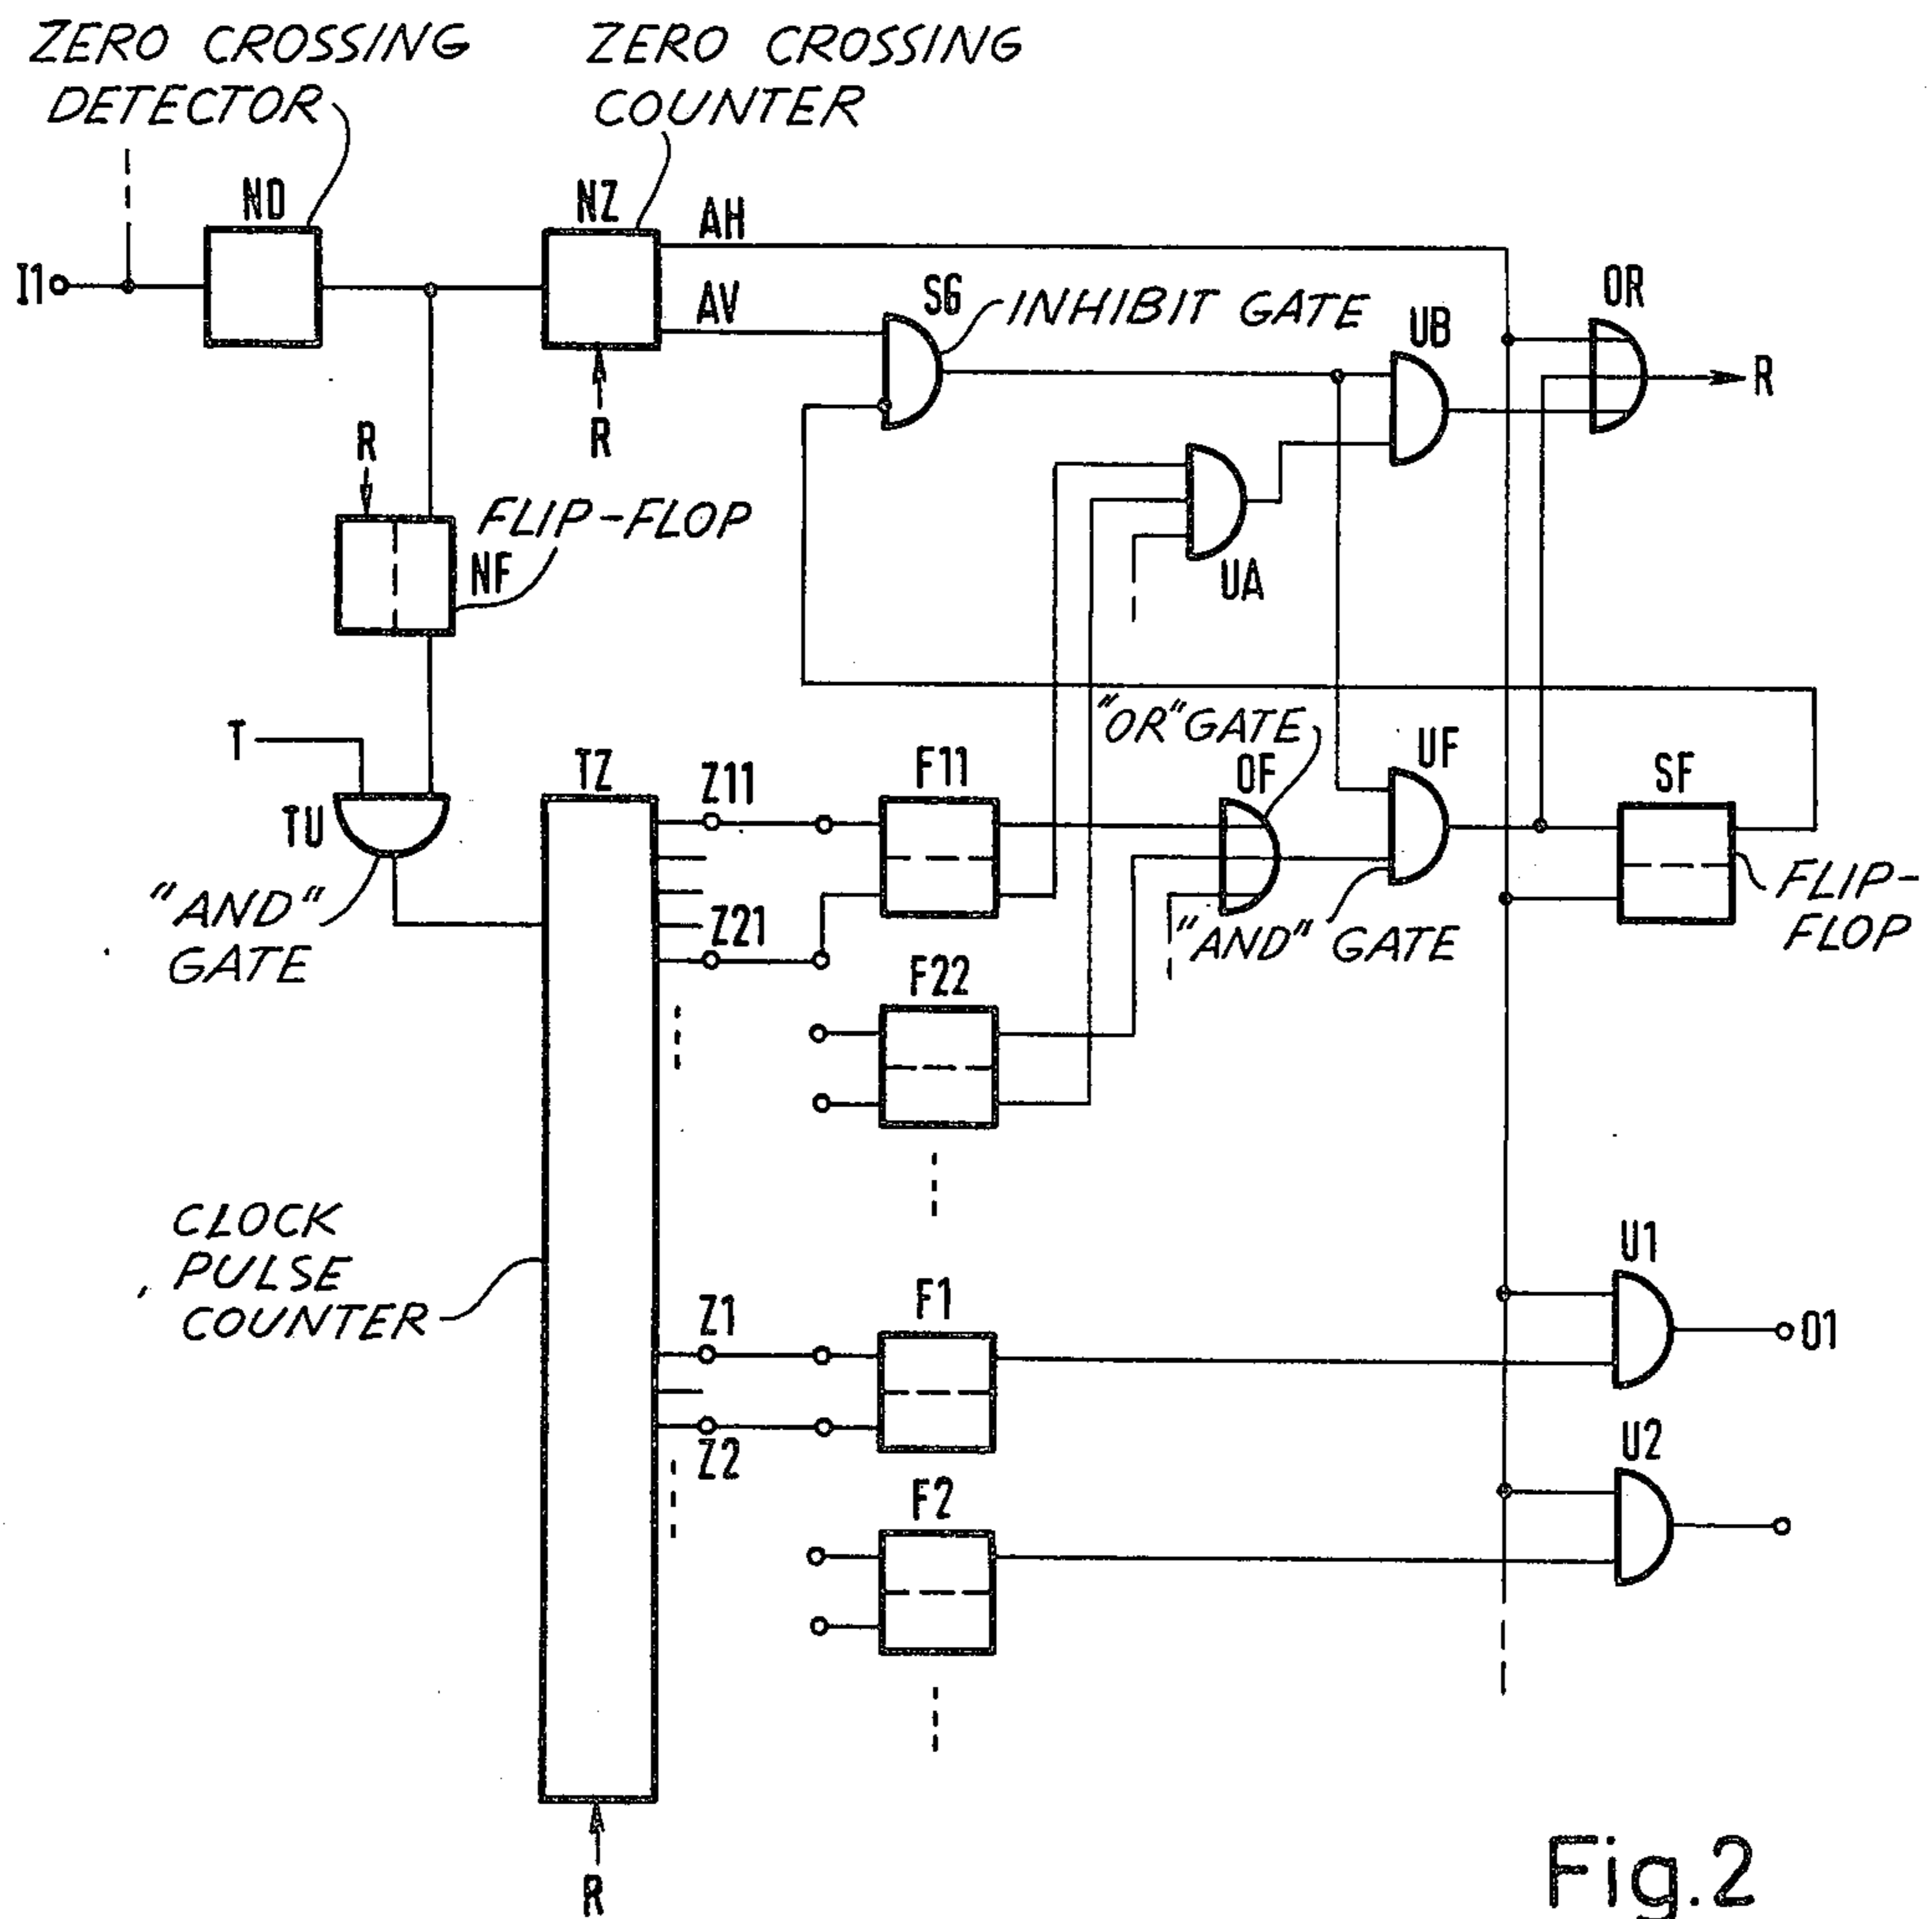 ZERO CROSSING
DETECTOR
ZERO CROSSING
COUNTER
ND
NZ
AH
I1
AV
SG
INHIBIT GATE
UB
OR
R
R
R
FLIP-FLOP
NF
UA
T
TU
"AND"
GATE
TZ
Z11
F11
"OR" GATE
OF
UF
SF
Z21
"AND" GATE
FLIP-
FLOP
F22
CLOCK
PULSE
COUNTER
Z1
F1
U1
O1
Z2
F2
U2
R
Fig.2